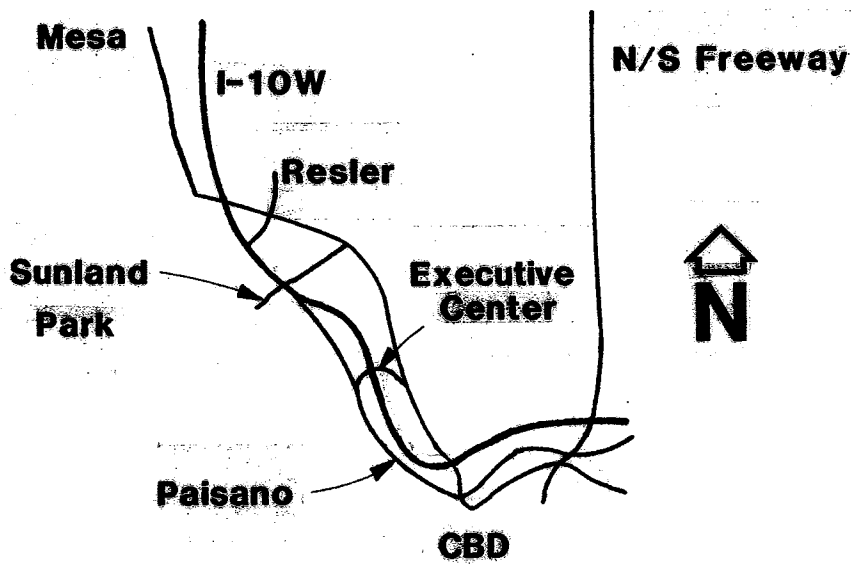 Mesa
I-10W
N/S Freeway
Resler
Sunland
Park
Executive
Center
N
Paisano
CBD